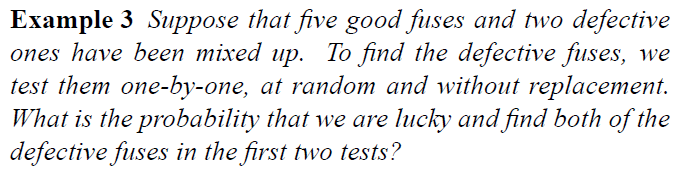 Example 3 Suppose that five good fuses and two defective
ones have been mixed up. To find the defective fuses, we
test them one-by-one, at random and without replacement.
What is the probability that we are lucky and find both of the
defective fuses in the first two tests?